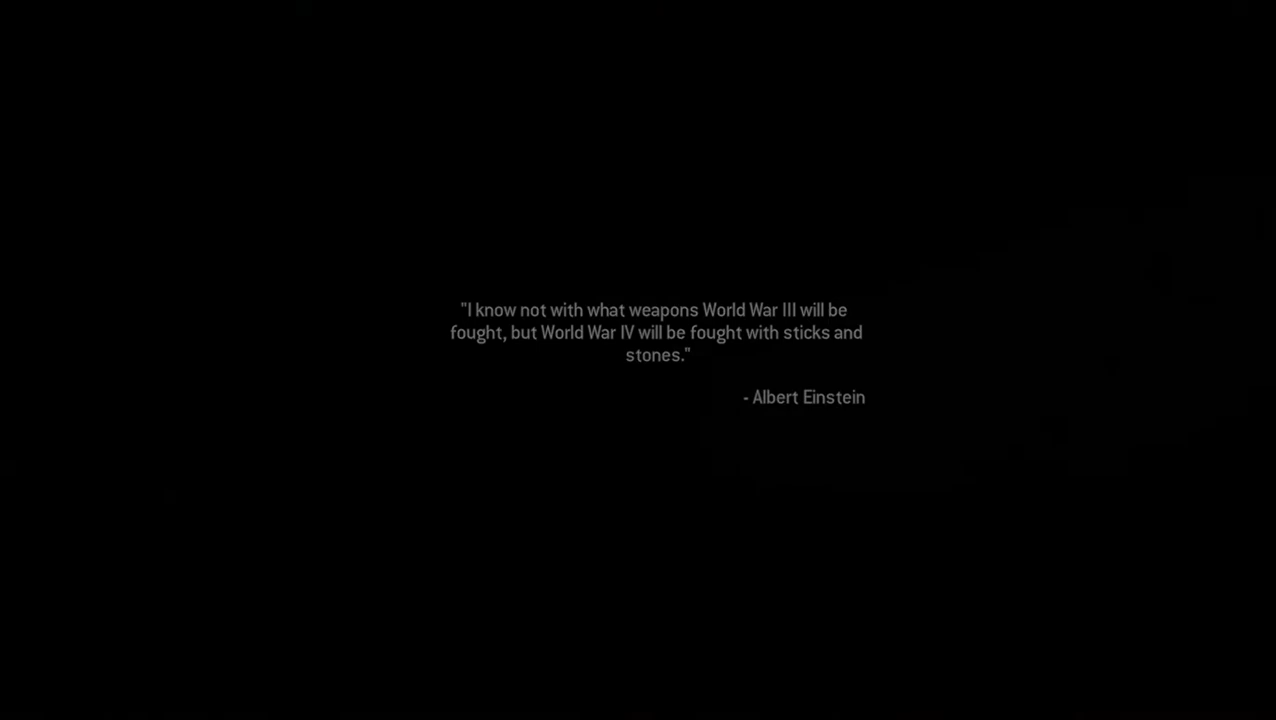 "I know not with what weapons World War III will be
fought, but World War IV will be fought with sticks and
stones."
- Albert Einstein